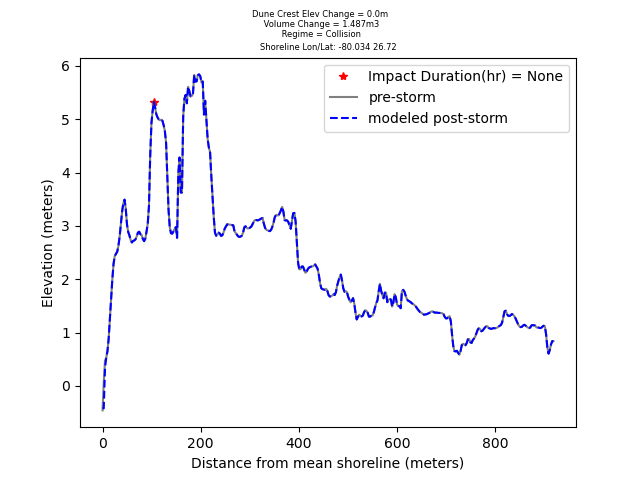 Dune Crest Elev Change = 0.0m
Volume Change = 1.487m3
Regime = Collision
Shoreline Lon/Lat: -80.034 26.72
Impact Duration(hr) = None
pre-storm
modeled post-storm
Elevation (meters)
6
5
4
3
2
1
0
0 200 400 600 800
Distance from mean shoreline (meters)